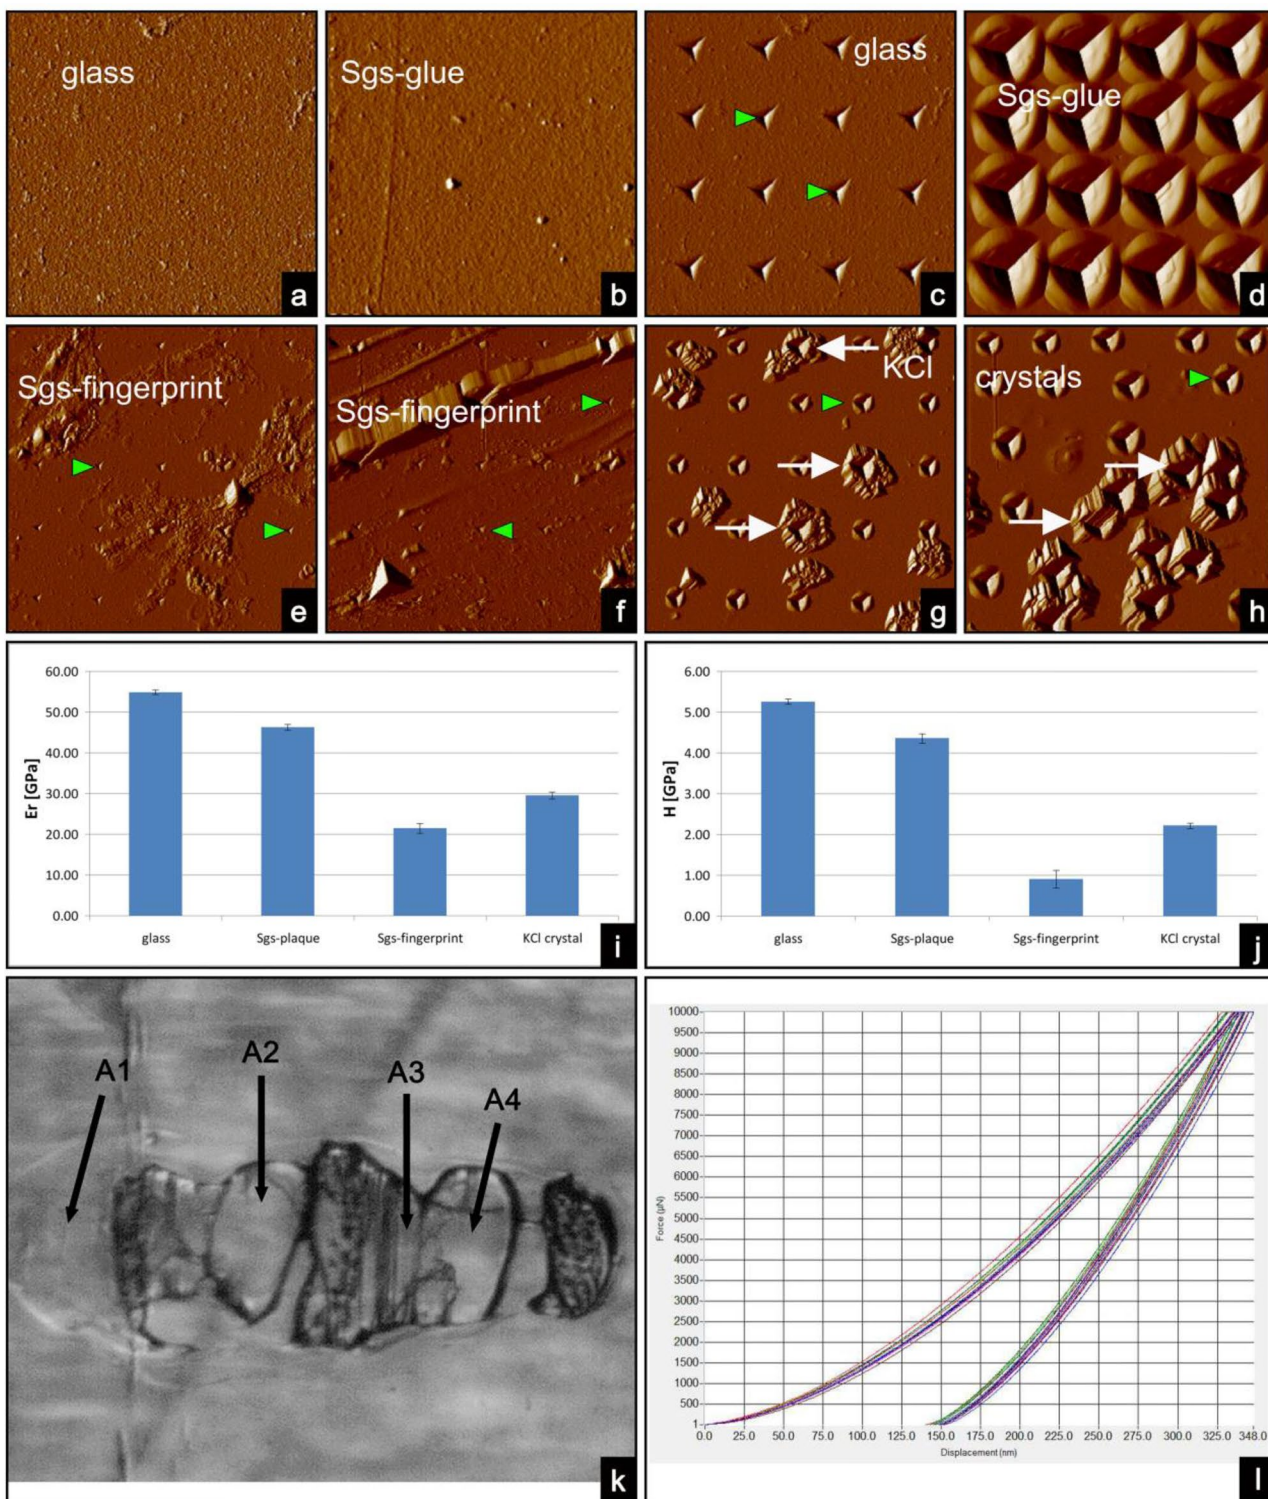 glass
a
Sgs-glue
b
glass
c
Sgs-glue
d
Sgs-fingerprint
e
Sgs-fingerprint
f
KCl
g
crystals
h
60.00
50.00
40.00
30.00
20.00
10.00
0.00
Er [GPa]
glass Sgs-plaque Sgs-fingerprint KCl crystal
i
6.00
5.00
4.00
3.00
2.00
1.00
0.00
H [GPa]
glass Sgs-plaque Sgs-fingerprint KCl crystal
j
A1
A2
A3
A4
k
10000
9500
9000
8500
8000
7500
7000
6500
6000
5500
5000
4500
4000
3500
3000
2500
2000
1500
1000
500
1
Force (µN)
0.0 25.0 50.0 75.0 100.0 125.0 150.0 175.0 200.0 225.0 250.0 275.0 300.0 325.0 348.0
Displacement (nm)
l